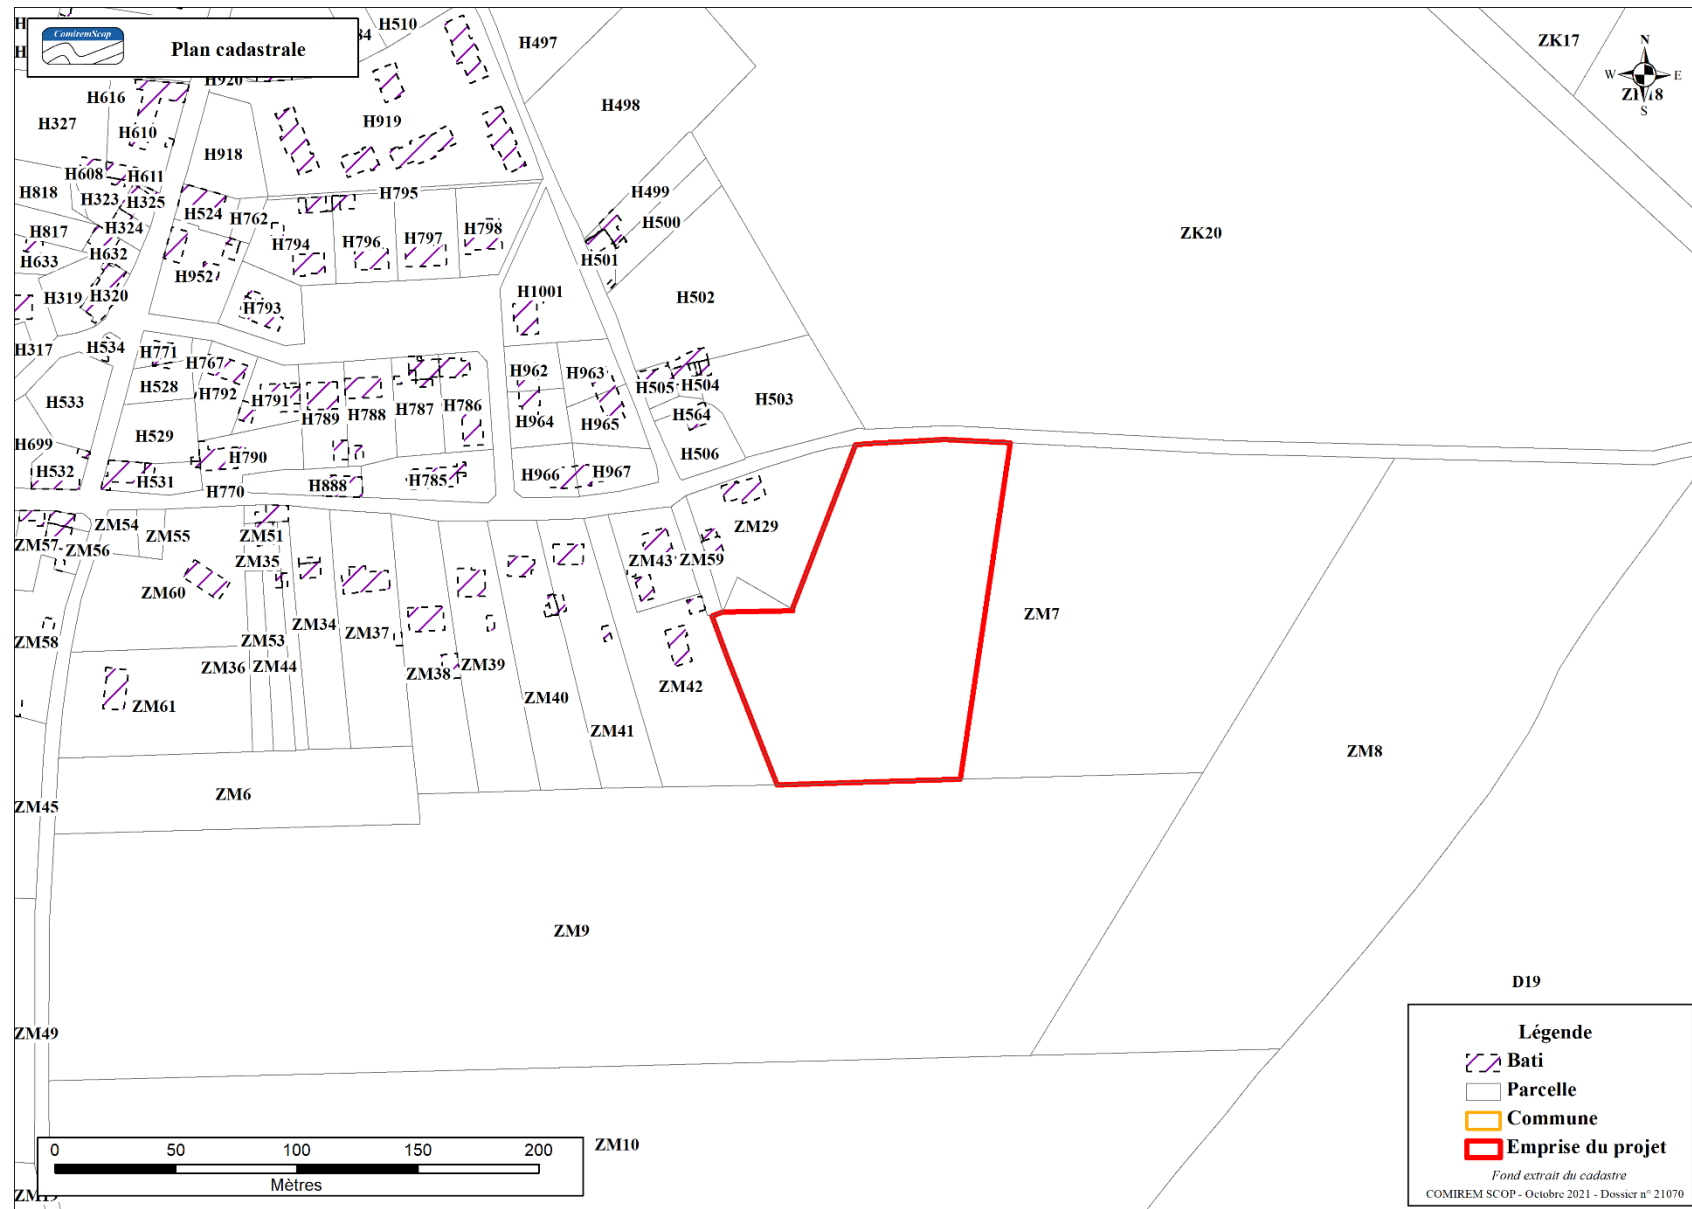 ComiremScop
Plan cadastrale
H510
H497
ZK17
N
W
E
S
H920
H616
H498
H327
H610
H919
H918
H608
H611
H818
H323
H325
H795
H499
H524
H762
H500
H324
H817
H632
H794
H796
H797
H798
ZK20
H633
H952
H501
H319
H320
H793
H1001
H502
H317
H534
H771
H767
H962
H963
H505
H504
H528
H792
H791
H533
H789
H788
H787
H786
H964
H965
H564
H503
H529
H699
H790
H506
H532
H531
H770
H888
H785
H966
H967
ZM54
ZM55
ZM51
ZM29
ZM57
ZM56
ZM35
ZM43
ZM59
ZM60
ZM34
ZM7
ZM58
ZM53
ZM37
ZM36
ZM44
ZM38
ZM39
ZM42
ZM61
ZM40
ZM41
ZM8
ZM6
ZM45
ZM9
D19
ZM49
ZM10
0 50 100 150 200
Mètres
Légende
Bati
Parcelle
Commune
Emprise du projet
Fond extrait du cadastre
COMIREM SCOP - Octobre 2021 - Dossier n° 21070